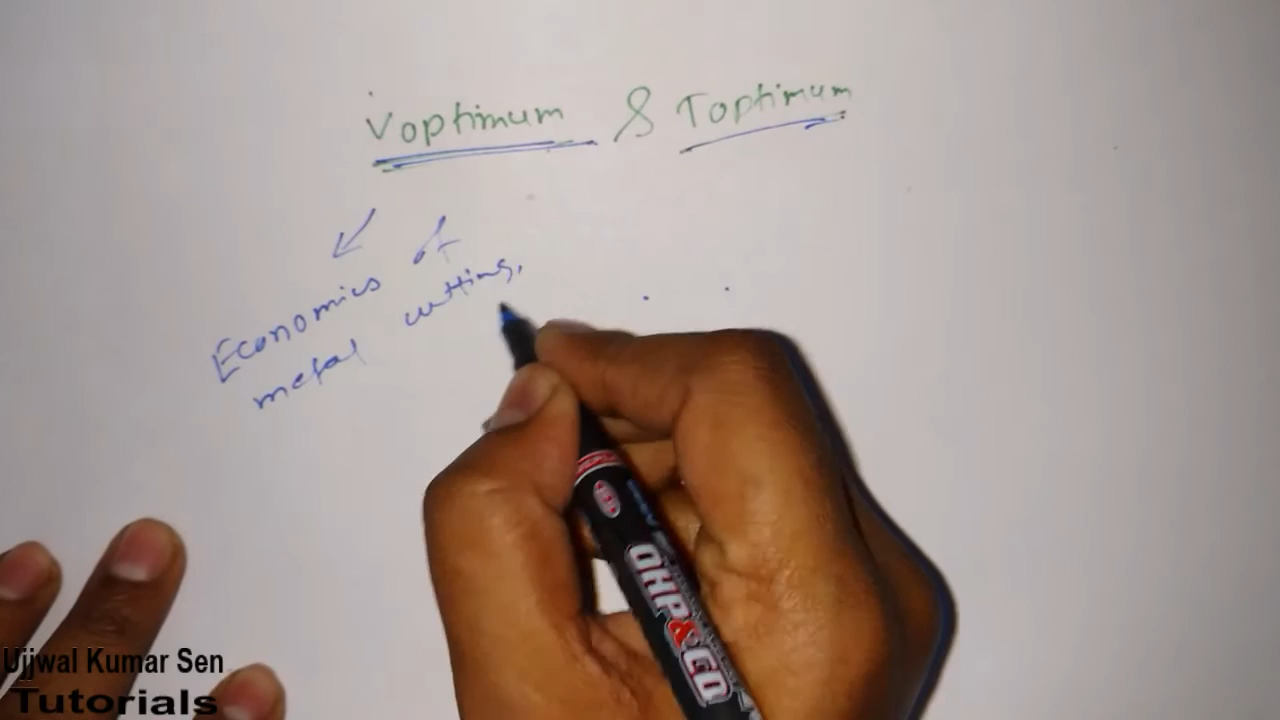 Voptimum & Toptimum
Economics of
metal cutting,
OHP&CD
Ujjwal Kumar Sen
Tutorials